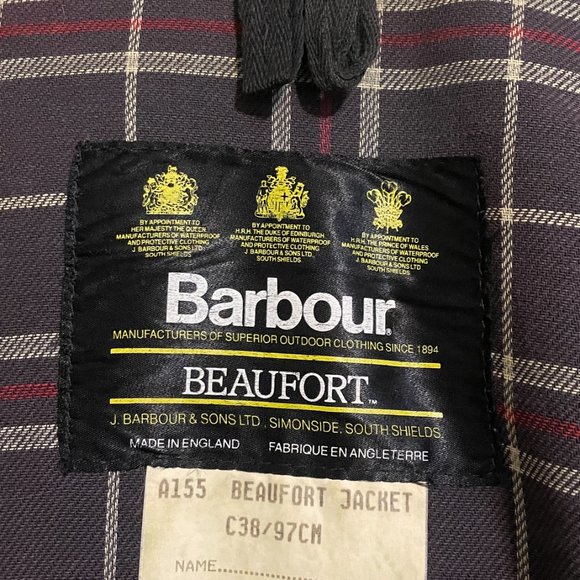 BY APPOINTMENT TO
HER MAJESTY THE QUEEN
MANUFACTURERS OF WATERPROOF
AND PROTECTIVE CLOTHING
J. BARBOUR & SONS LTD
SOUTH SHIELDS
BY APPOINTMENT TO
H.R.H. THE DUKE OF EDINBURGH
MANUFACTURERS OF WATERPROOF
AND PROTECTIVE CLOTHING
J. BARBOUR & SONS LTD
SOUTH SHIELDS
BY APPOINTMENT TO
H.R.H. THE PRINCE OF WALES
MANUFACTURERS OF WATERPROOF
AND PROTECTIVE CLOTHING
J. BARBOUR & SONS LTD
SOUTH SHIELDS
Barbour®
MANUFACTURERS OF SUPERIOR OUTDOOR CLOTHING SINCE 1894
BEAUFORT™
J. BARBOUR & SONS LTD. SIMONSIDE. SOUTH SHIELDS.
MADE IN ENGLAND FABRIQUE EN ANGLETERRE
A155 BEAUFORT JACKET
C38/97CM
NAME..................